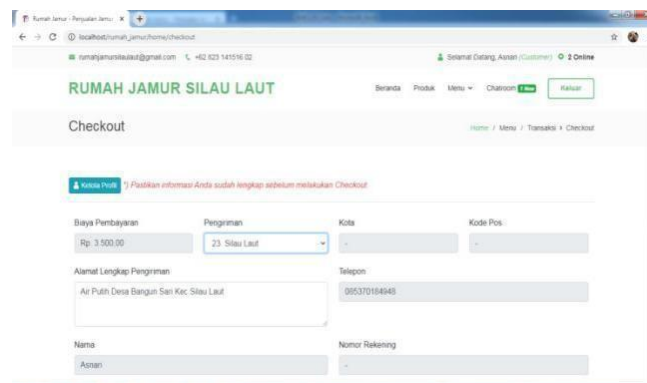 Rumah Jamur - Penjualan Jamur
localhost/rumah_jamur/home/checkout
rumahjamursilaulaut@gmail.com +62 823 141516 02
Selamat Datang, Asnan (Customer) 2 Online
RUMAH JAMUR SILAU LAUT
Beranda Produk Menu Chatroom New Keluar
Checkout
Home / Menu / Transaksi / Checkout
Kelola Profil *) Pastikan informasi Anda sudah lengkap sebelum melakukan Checkout
Biaya Pembayaran Pengiriman Kota Kode Pos
Rp. 3.500,00 23. Silau Laut - -
Alamat Lengkap Pengiriman Telepon
Air Putih Desa Bangun Sari Kec Silau Laut 085370184948
Nama Nomor Rekening
Asnan -